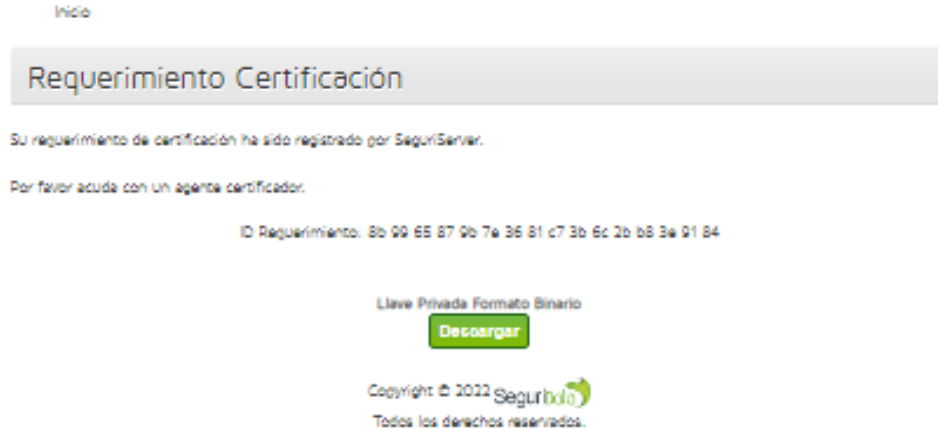 Inicio
Requerimiento Certificación
Su requerimiento de certificación ha sido registrado por SeguriServer.
Por favor acuda con un agente certificador.
ID Requerimiento: 8b 99 65 87 9b 7e 36 81 c7 3b 6c 2b b8 3e 91 84
Llave Privada Formato Binario
Descargar
Copyright © 2022 Seguridata
Todos los derechos reservados.